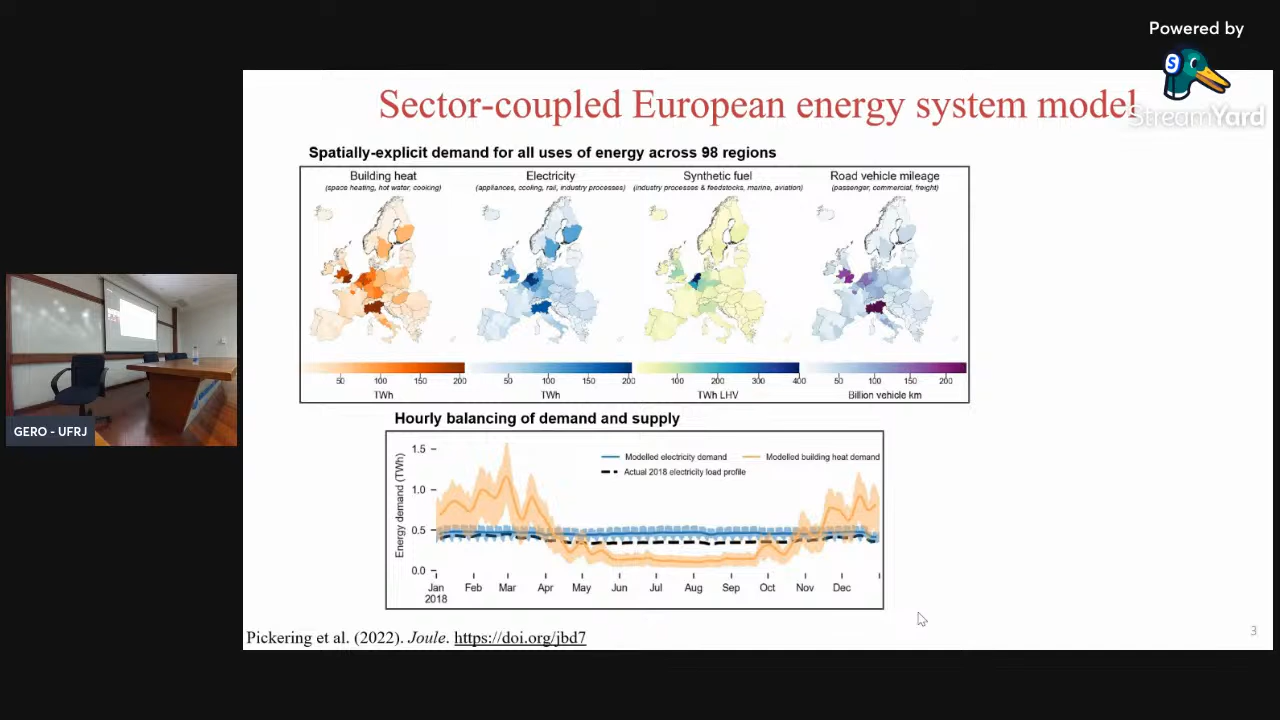 Powered by
S
StreamYard
Sector-coupled European energy system model
Spatially-explicit demand for all uses of energy across 98 regions
Building heat
(space heating, hot water, cooking)
Electricity
(appliances, cooling, rail, industry processes)
Synthetic fuel
(industry processes & feedstocks, marine, aviation)
Road vehicle mileage
(passenger, commercial, freight)
50 100 150 200
TWh
50 100 150 200
TWh
100 200 300 400
TWh LHV
50 100 150 200
Billion vehicle km
GERO - UFRJ
Hourly balancing of demand and supply
Energy demand (TWh)
1.5
1.0
0.5
0.0
Modelled electricity demand
Modelled building heat demand
Actual 2018 electricity load profile
Jan Feb Mar Apr May Jun Jul Aug Sep Oct Nov Dec
2018
Pickering et al. (2022). Joule. https://doi.org/jbd7
3